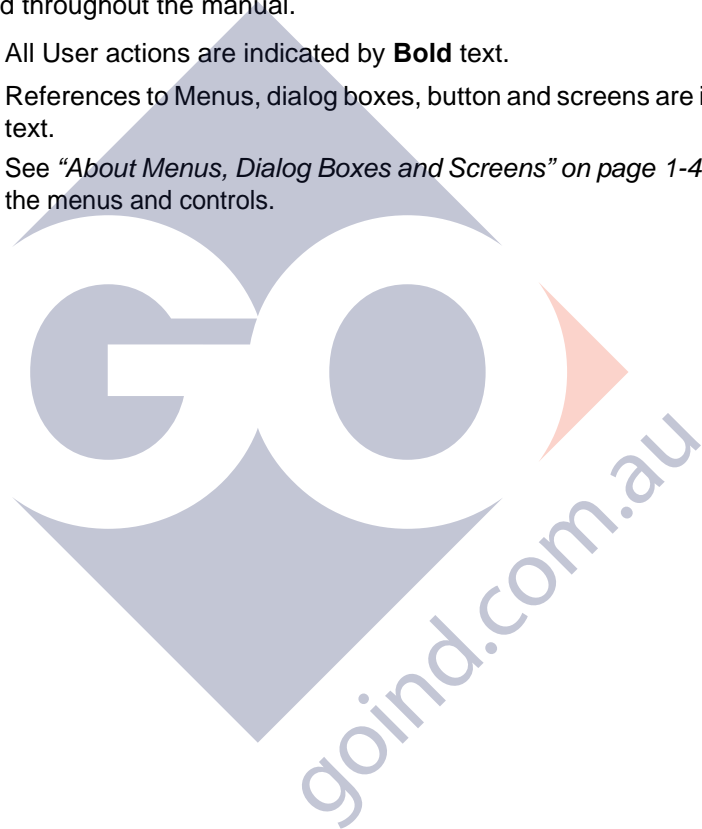 d throughout the manual.
All User actions are indicated by Bold text.
References to Menus, dialog boxes, button and screens are i
text.
See “About Menus, Dialog Boxes and Screens” on page 1-4
the menus and controls.
GO
goind.com.au